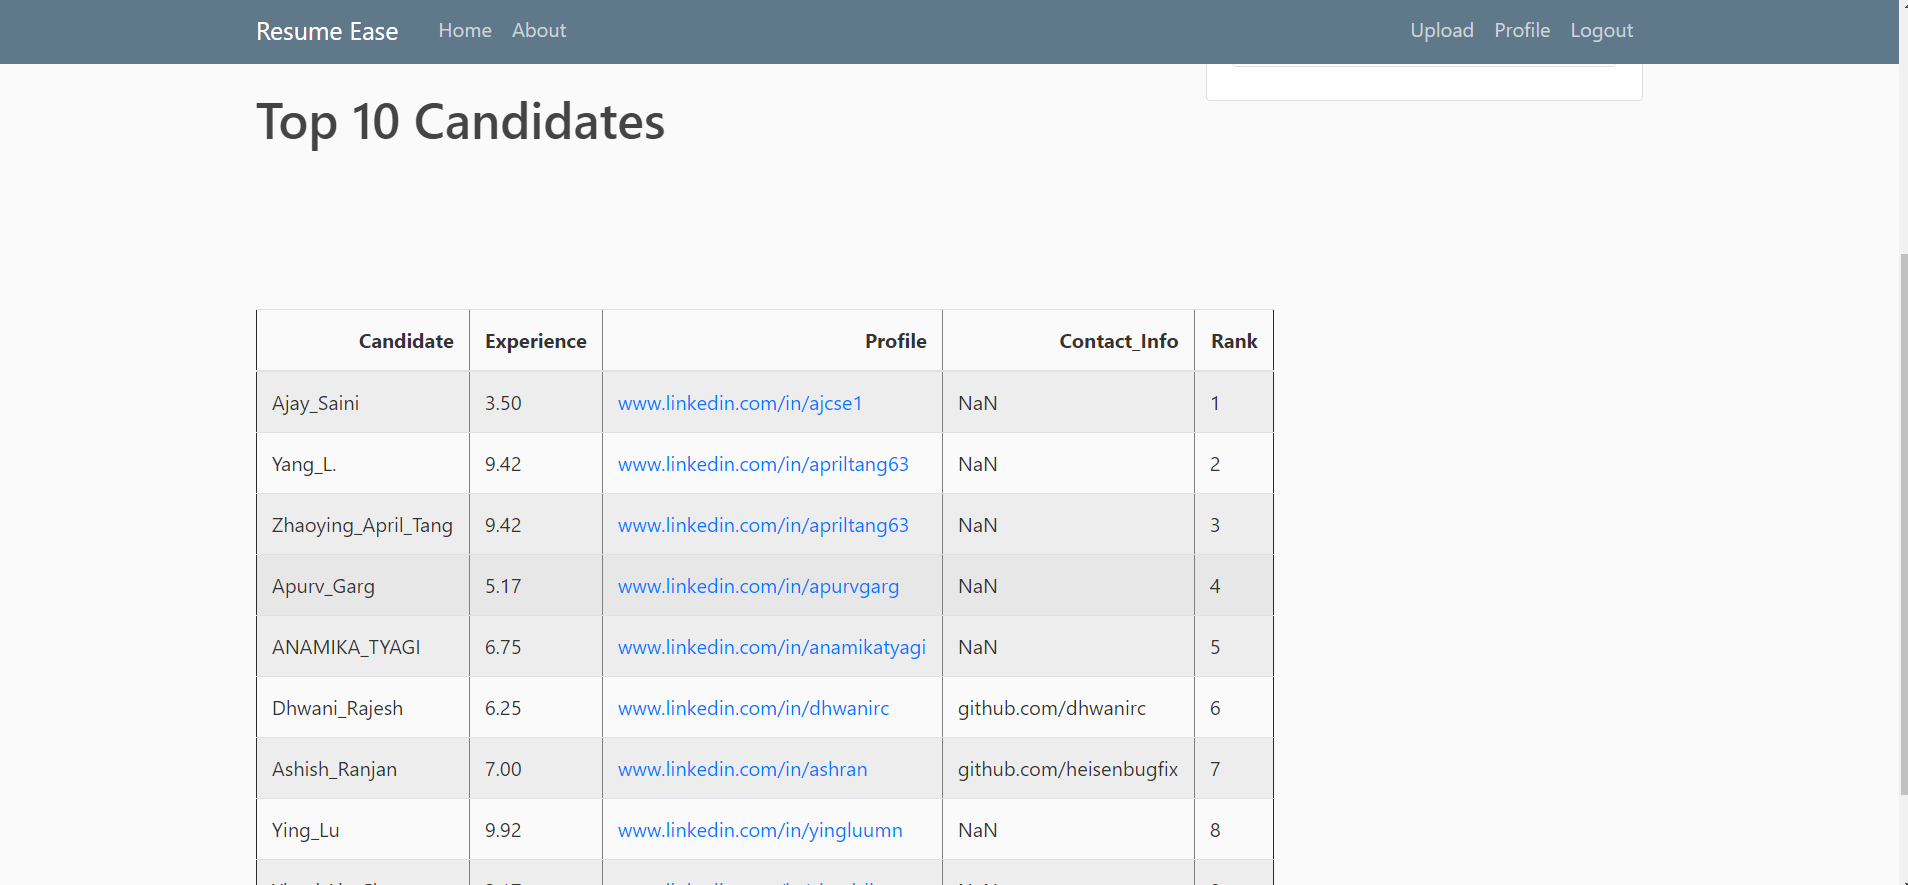 Resume Ease Home About Upload Profile Logout
Top 10 Candidates
Candidate Experience Profile Contact_Info Rank
Ajay_Saini 3.50 www.linkedin.com/in/ajcse1 NaN 1
Yang_L. 9.42 www.linkedin.com/in/apriltang63 NaN 2
Zhaoying_April_Tang 9.42 www.linkedin.com/in/apriltang63 NaN 3
Apurv_Garg 5.17 www.linkedin.com/in/apurvgarg NaN 4
ANAMIKA_TYAGI 6.75 www.linkedin.com/in/anamikatyagi NaN 5
Dhwani_Rajesh 6.25 www.linkedin.com/in/dhwanirc github.com/dhwanirc 6
Ashish_Ranjan 7.00 www.linkedin.com/in/ashran github.com/heisenbugfix 7
Ying_Lu 9.92 www.linkedin.com/in/yingluumn NaN 8